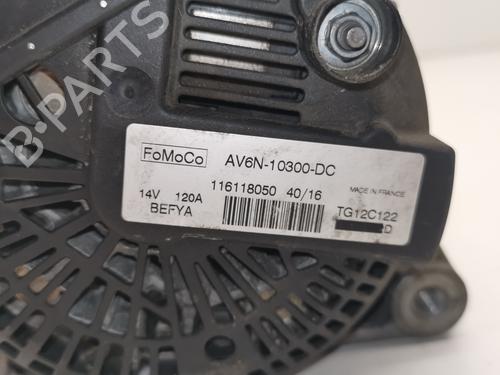 B-PARTS
FoMoCo AV6N-10300-DC
116118050 40/16 MADE IN FRANCE
14V 120A TG12C122
BEFYA D